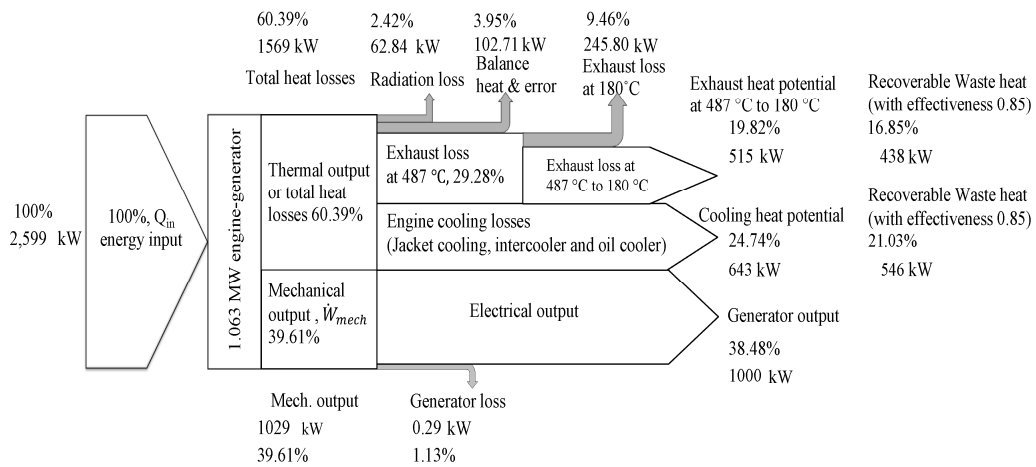 60.39%
1569 kW
Total heat losses
2.42%
62.84 kW
Radiation loss
3.95%
102.71 kW
Balance
heat & error
9.46%
245.80 kW
Exhaust loss
at 180˚C
Exhaust heat potential
at 487 °C to 180 °C
19.82%
515 kW
Recoverable Waste heat
(with effectiveness 0.85)
16.85%
438 kW
100%
2,599 kW
100%, Qin
energy input
1.063 MW engine-generator
Thermal output
or total heat
losses 60.39%
Exhaust loss
at 487 ℃, 29.28%
Exhaust loss at
487 °C to 180 °C
Engine cooling losses
(Jacket cooling, intercooler and oil cooler)
Cooling heat potential
24.74%
643 kW
Recoverable Waste heat
(with effectiveness 0.85)
21.03%
546 kW
Mechanical
output , Ẇmech
39.61%
Electrical output
Generator output
38.48%
1000 kW
Mech. output
1029 kW
39.61%
Generator loss
0.29 kW
1.13%